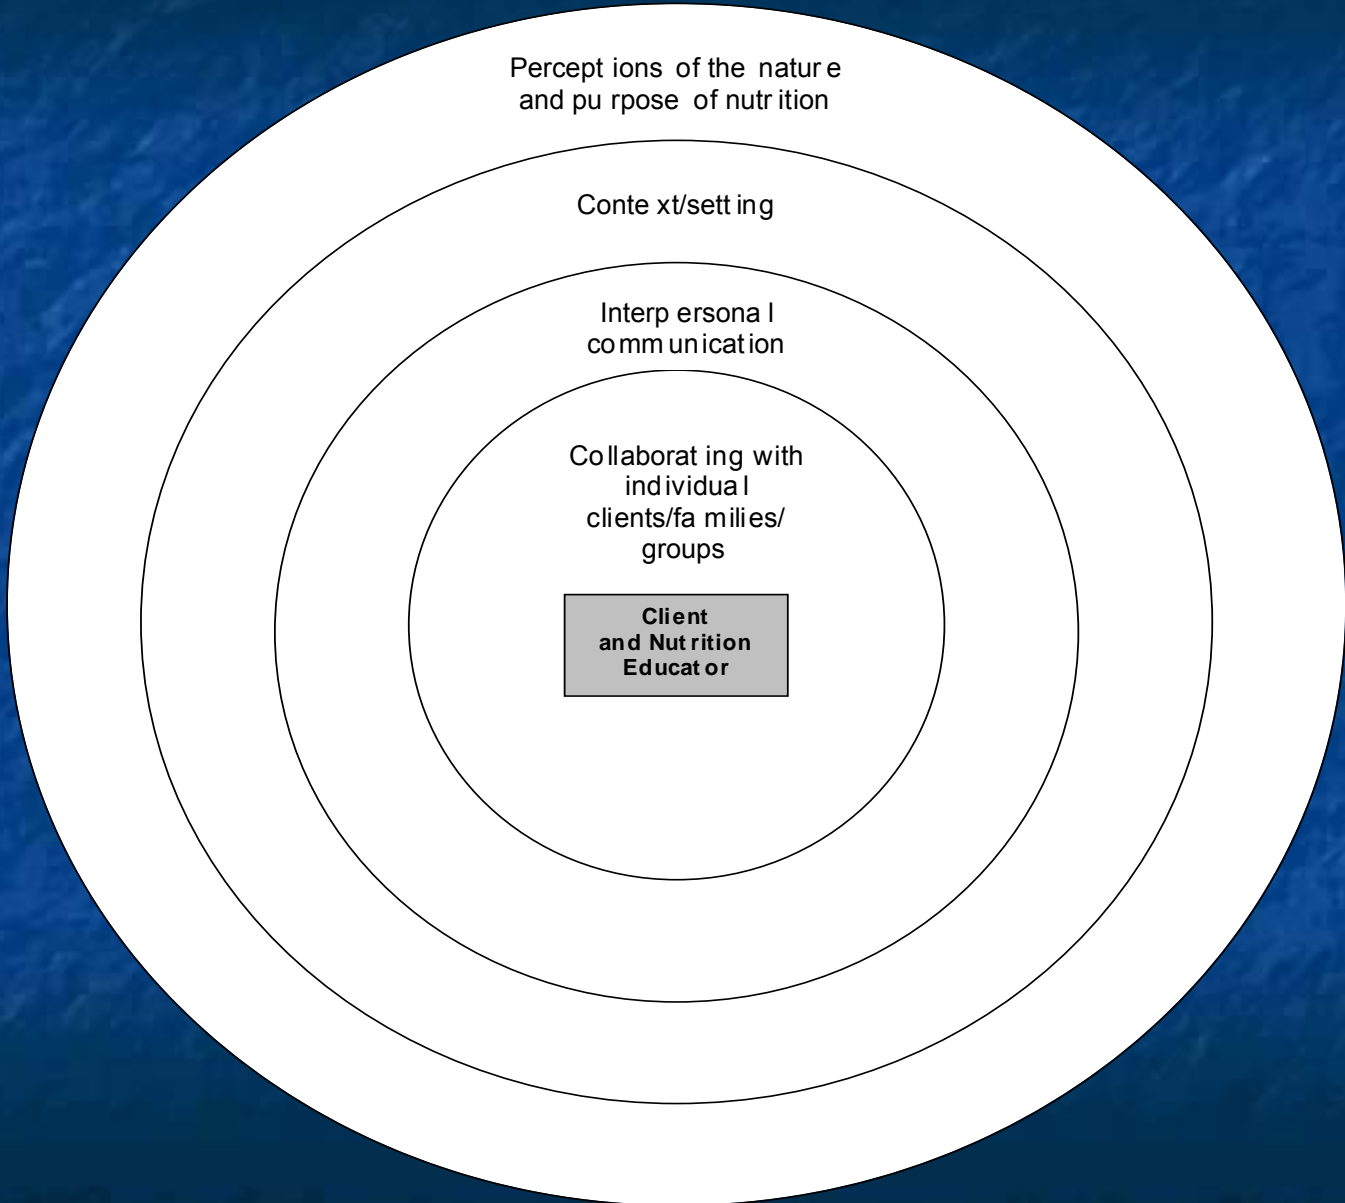 Perceptions of the nature
and purpose of nutrition
Context/setting
Interpersonal
communication
Collaborating with
individual
clients/families/
groups
Client
and Nutrition
Educator